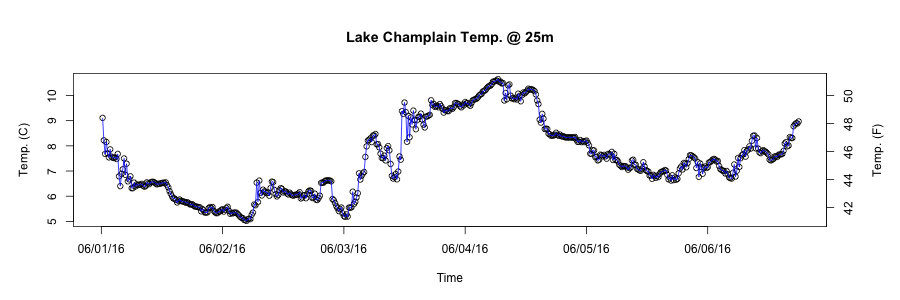 Lake Champlain Temp. @ 25m
Temp. (C)
5 6 7 8 9 10
42 44 46 48 50
Temp. (F)
06/01/16 06/02/16 06/03/16 06/04/16 06/05/16 06/06/16
Time